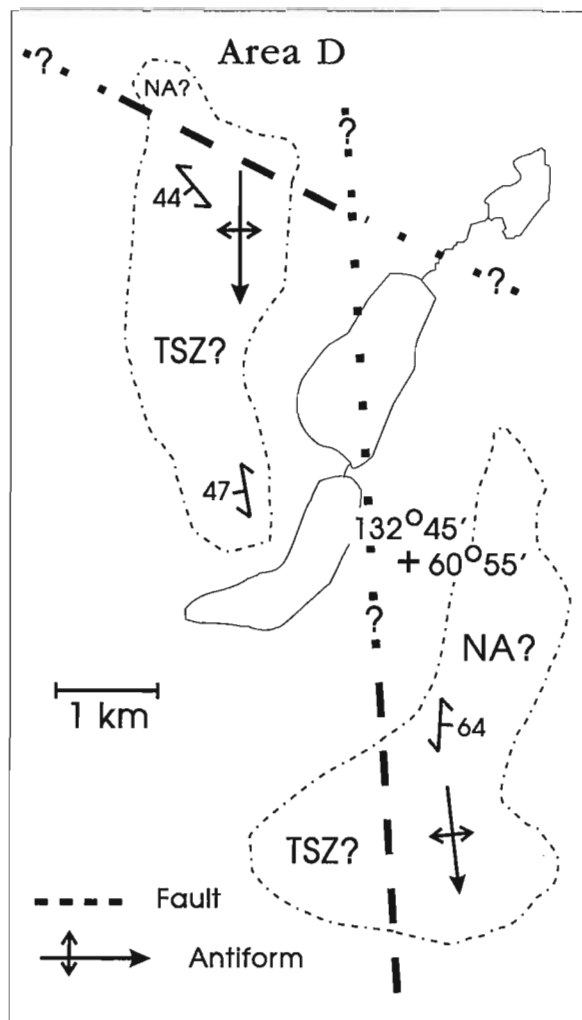 Area D
?
NA?
?
44
?
TSZ?
47
132°45′
+ 60°55′
?
NA?
1 km
64
TSZ?
Fault
Antiform